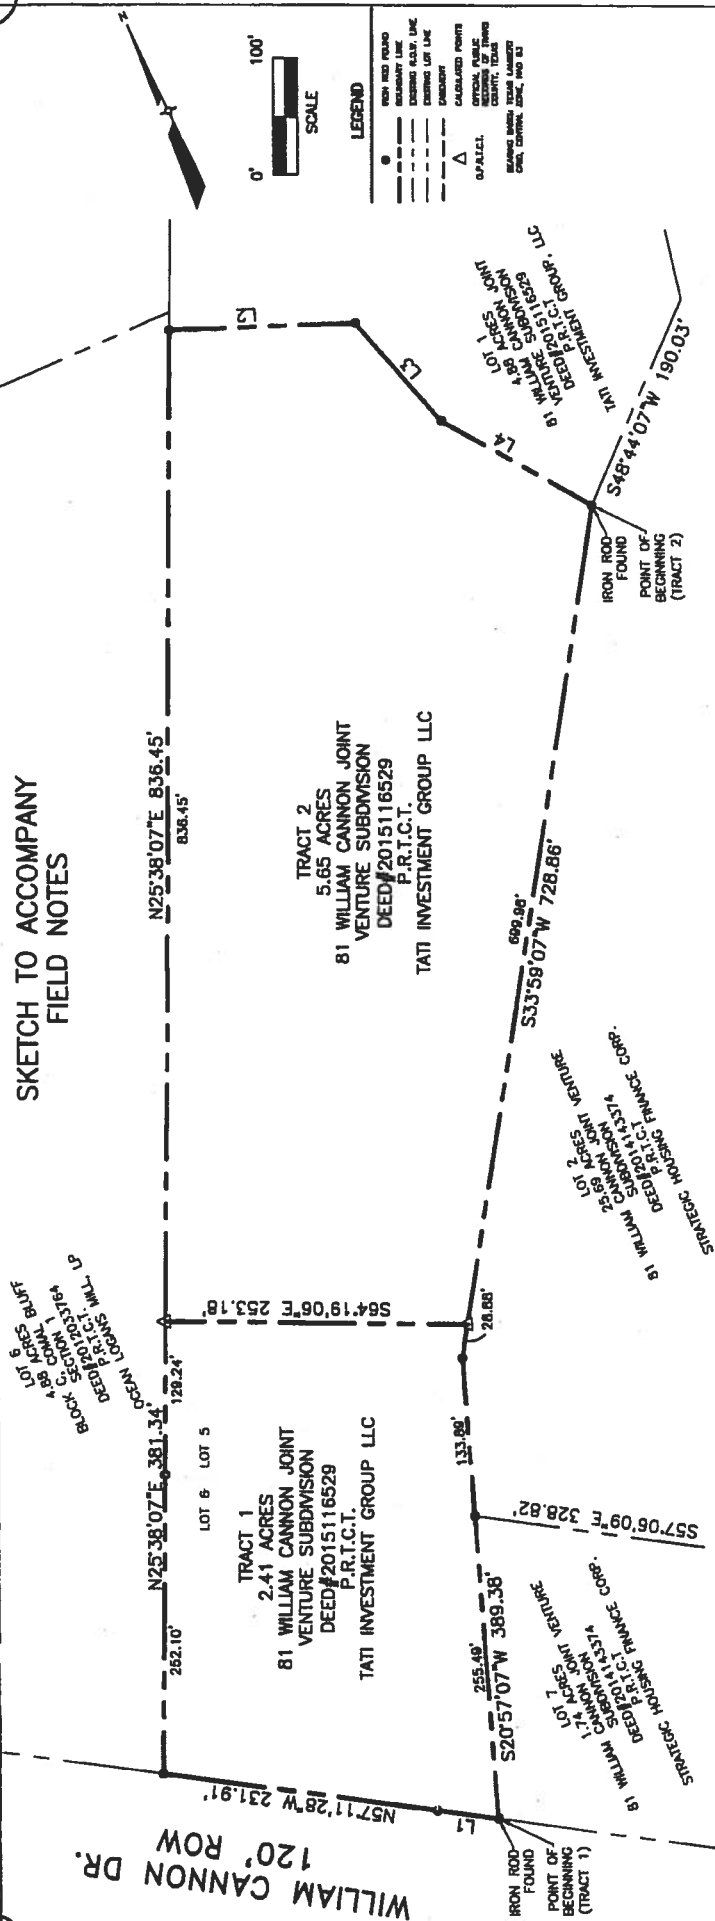 SKETCH TO ACCOMPANY
FIELD NOTES
N
0'
100'
SCALE
LEGEND
IRON ROD FOUND
BOUNDARY LINE
EXISTING R.O.W. LINE
EXISTING LOT LINE
EASEMENT
CALCULATED POINTS
O.P.R.T.C.T.
OFFICIAL PUBLIC
RECORDS OF TRAVIS
COUNTY, TEXAS
BEARING BASIS: TEXAS LAMBERT
GRID, CENTRAL ZONE, NAD 83
LOT 6
4.88 ACRES BLUFF
BLOCK C, SECTION 1
DEED#2012033764
P.R.T.C.T.
OCEAN LOGANS MILL, LP
N25°38'07"E 381.34'
252.10'
129.24'
LOT 6
LOT 5
N25°38'07"E 836.45'
836.45'
L2
L3
L4
LOT 1
4.88 ACRES
81 WILLIAM CANNON JOINT
VENTURE SUBDIVISION
DEED#2015116529
P.R.T.C.T
TATI INVESTMENT GROUP, LLC
S48°44'07"W 190.03'
IRON ROD
FOUND
POINT OF
BEGINNING
(TRACT 2)
TRACT 2
5.65 ACRES
81 WILLIAM CANNON JOINT
VENTURE SUBDIVISION
DEED#2015116529
P.R.T.C.T.
TATI INVESTMENT GROUP LLC
699.98'
S33°59'07"W 728.86'
S64°19'06"E 253.18'
28.88'
TRACT 1
2.41 ACRES
81 WILLIAM CANNON JOINT
VENTURE SUBDIVISION
DEED#2015116529
P.R.T.C.T.
TATI INVESTMENT GROUP LLC
133.89'
255.49'
S20°57'07"W 389.38'
S57°06'09"E 328.82'
LOT 2
25.69 ACRES
81 WILLIAM CANNON JOINT VENTURE
SUBDIVISION
DEED#2014143374
P.R.T.C.T
STRATEGIC HOUSING FINANCE CORP.
LOT 7
1.74 ACRES
81 WILLIAM CANNON JOINT VENTURE
SUBDIVISION
DEED#2014143374
P.R.T.C.T
STRATEGIC HOUSING FINANCE CORP.
N57°11'28"W 231.91'
L1
WILLIAM CANNON DR.
120' ROW
IRON ROD
FOUND
POINT OF
BEGINNING
(TRACT 1)